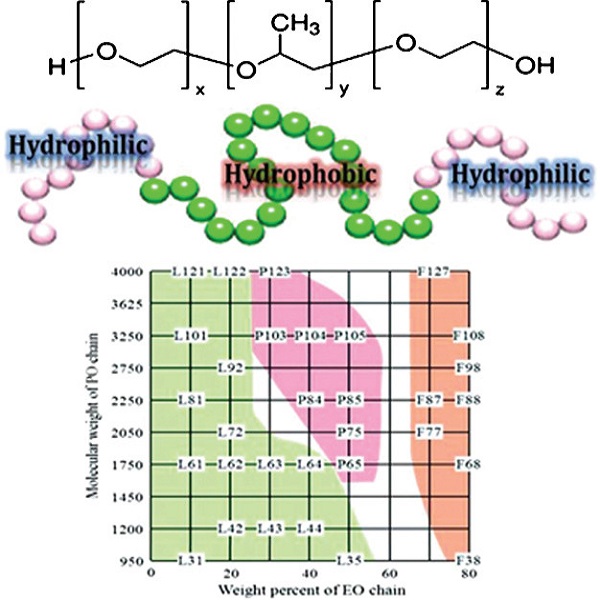 CH3
H O x O y O z OH
Hydrophilic Hydrophobic Hydrophilic
4000 L121 L122 P123 F127
3625
3250 L101 P103 P104 P105 F108
2750 L92 F98
2250 L81 P84 P85 F87 F88
2050 L72 P75 F77
1750 L61 L62 L63 L64 P65 F68
1450
1200 L42 L43 L44
950 L31 L35 F38
0 20 40 60 80
Weight percent of EO chain
Molecular weight of PO chain